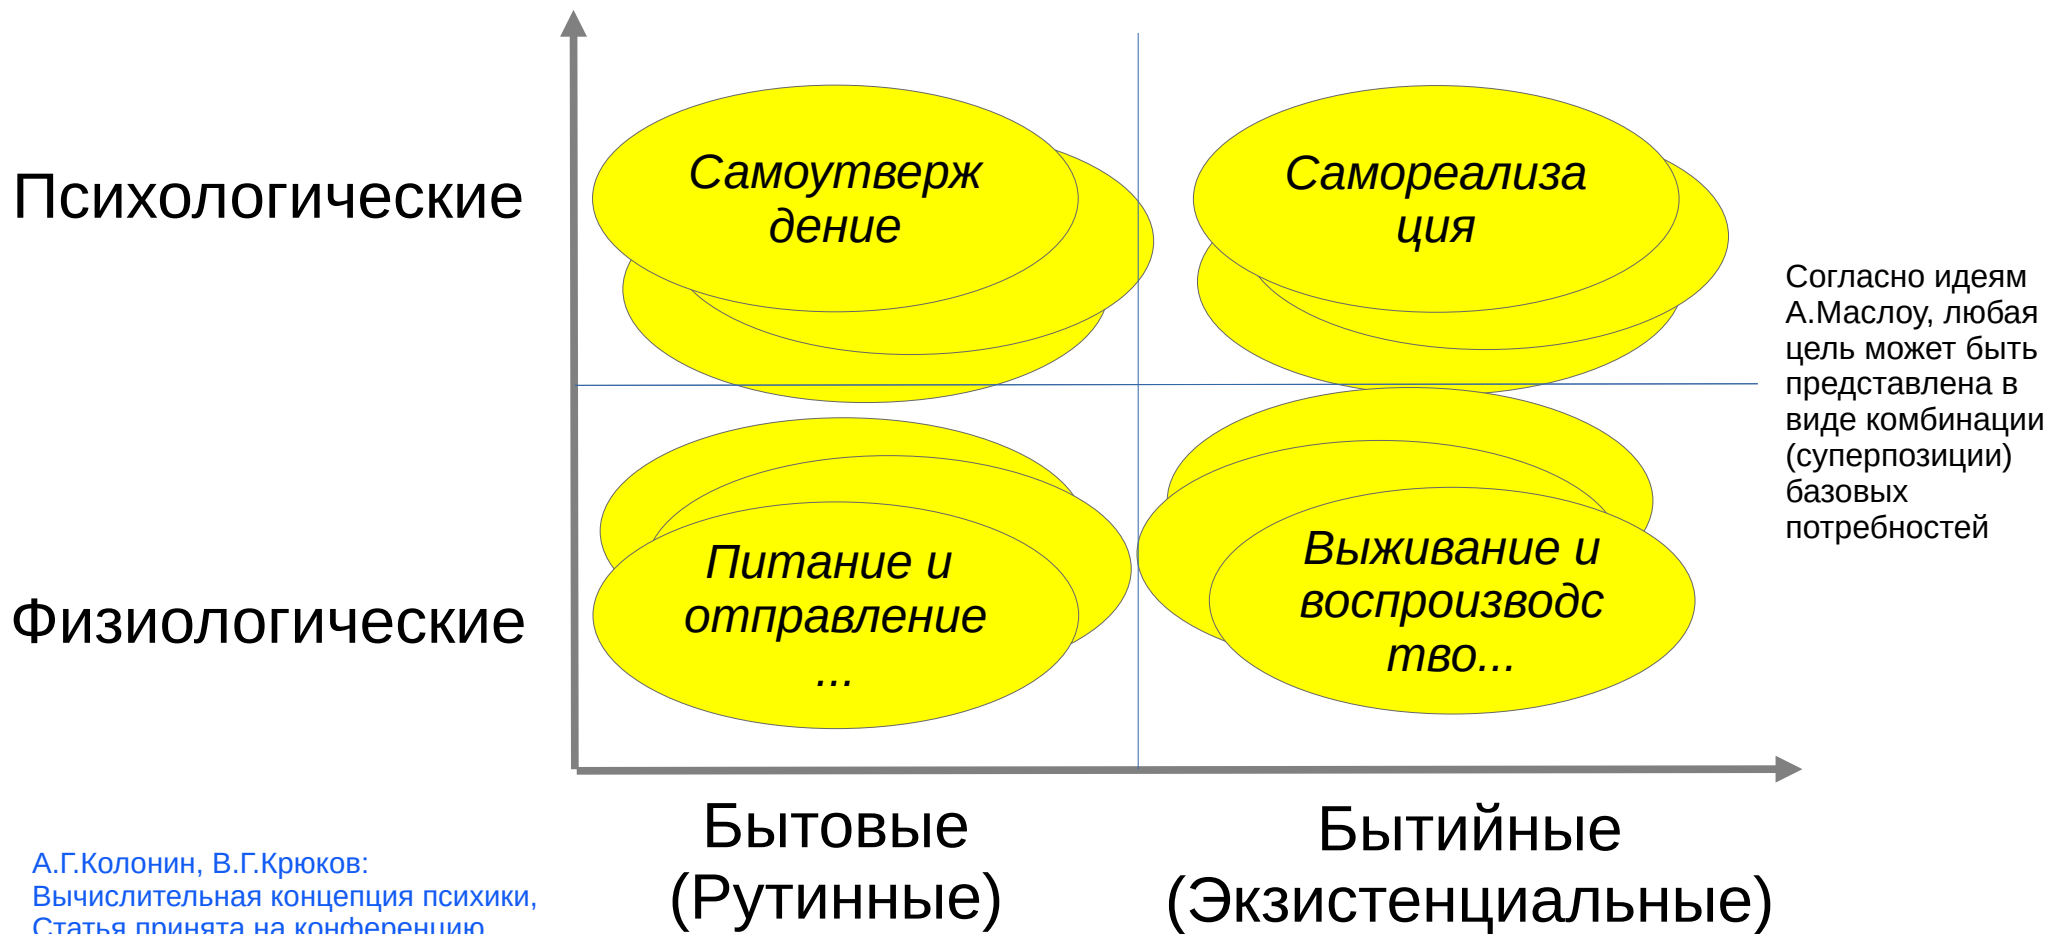 Психологические
Самоутверж
дение
Самореализа
ция
Согласно идеям
А.Маслоу, любая
цель может быть
представлена в
виде комбинации
(суперпозиции)
базовых
потребностей
Физиологические
Питание и
отправление
...
Выживание и
воспроизводс
тво...
Бытовые
(Рутинные)
Бытийные
(Экзистенциальные)
А.Г.Колонин, В.Г.Крюков:
Вычислительная концепция психики,
Статья принята на конференцию